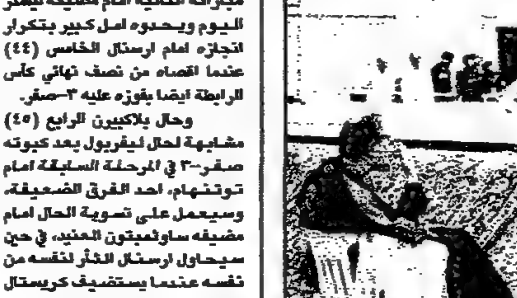 مباراته الثانية امام مضيفه
اليوم ويحدوه امل كبير بتكرار
انجازه امام ارسنال الخامس (٤٤)
عندما اقصاه من نصف نهائي كأس
الرابطة ايضا بفوزه عليه ٣-صفر.
وحال بلاكبيرن الرابع (٤٥)
مشابهة لحال ليفربول بعد كبوته
صفر-٣ في المرحلة السابقة امام
توتنهام، احد الفرق الضعيفة،
وسيعمل على تسوية الحال امام
مضيفه ساوثمبتون العنيد، في حين
سيحاول ارسنال الثأر لنفسه من
نفسه عندما يستضيف كريستال